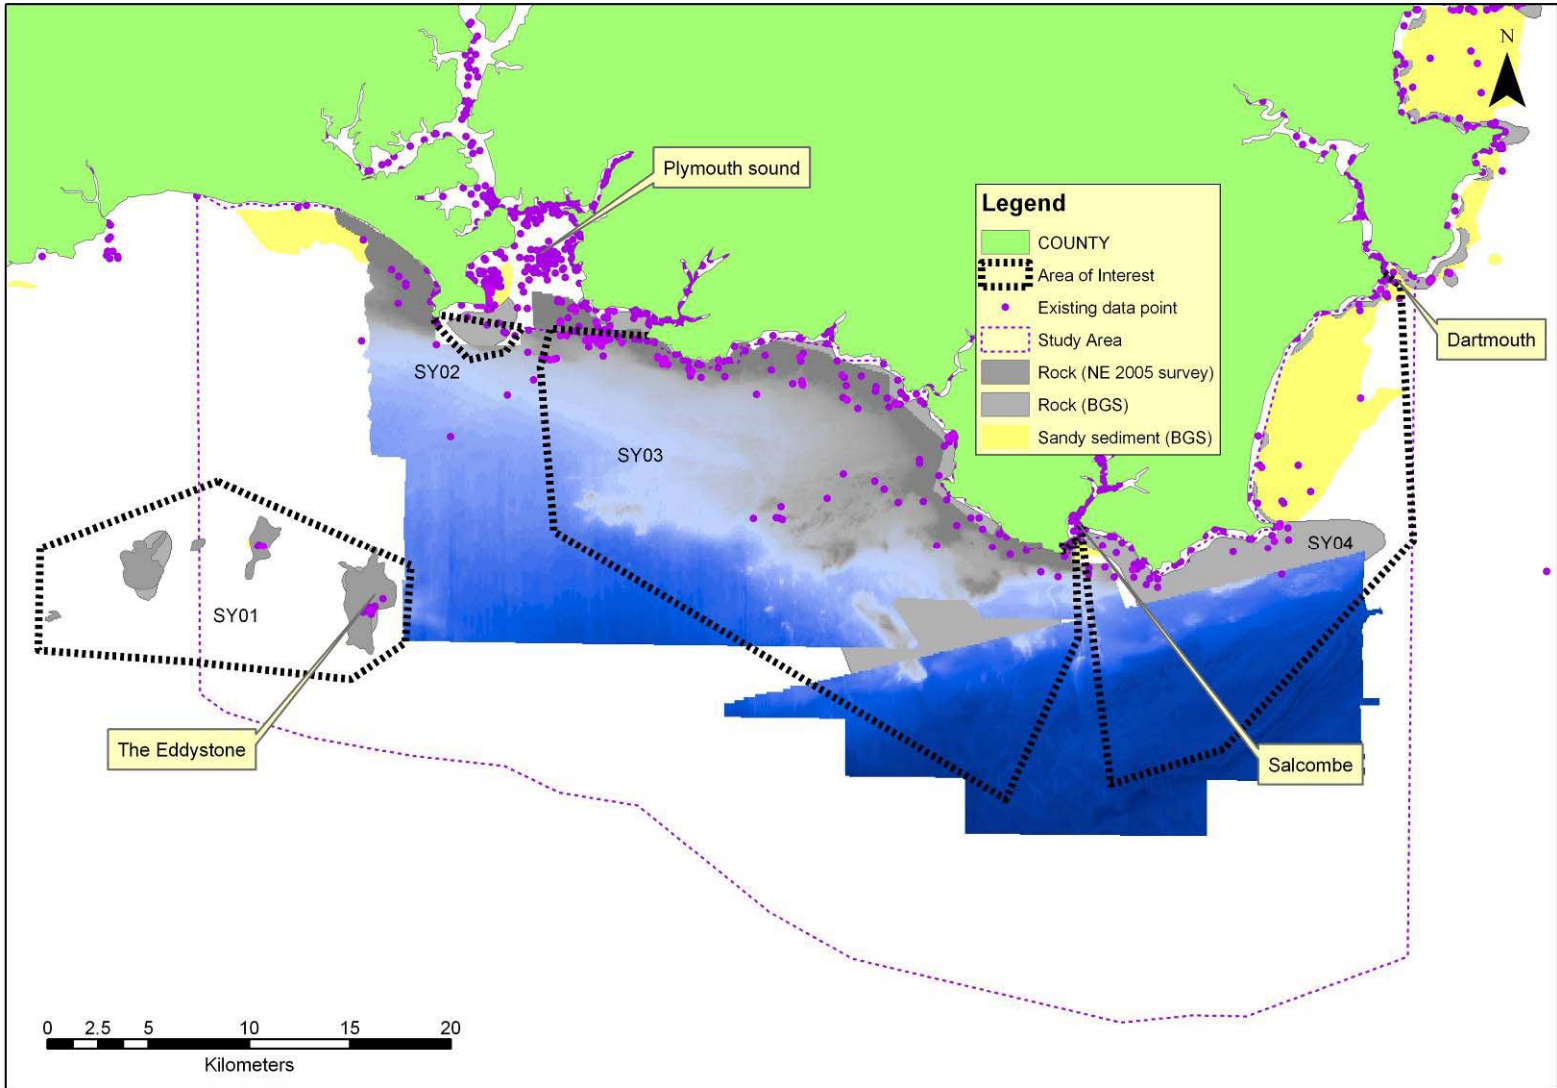 N
Plymouth sound
Legend
COUNTY
Area of Interest
Existing data point
Study Area
Rock (NE 2005 survey)
Rock (BGS)
Sandy sediment (BGS)
Dartmouth
SY02
SY03
SY04
SY01
The Eddystone
Salcombe
0 2.5 5 10 15 20
Kilometers